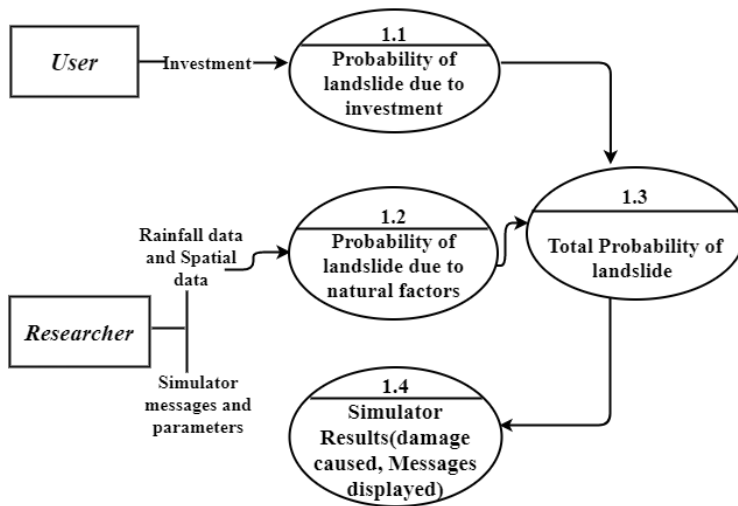 User
Investment
1.1
Probability of
landslide due to
investment
1.3
Total Probability of
landslide
Rainfall data
and Spatial
data
1.2
Probability of
landslide due to
natural factors
Researcher
Simulator
messages and
parameters
1.4
Simulator
Results(damage
caused, Messages
displayed)